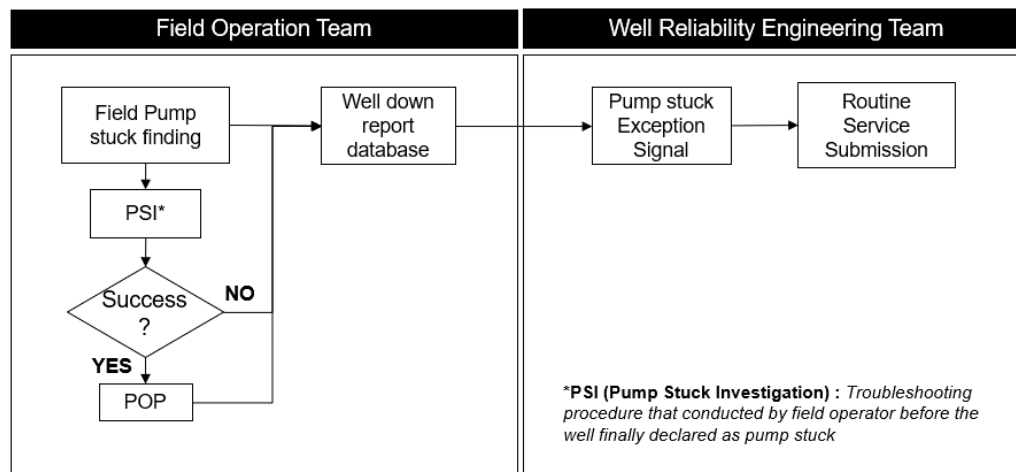 Field Operation Team
Well Reliability Engineering Team
Field Pump
stuck finding
Well down
report
database
Pump stuck
Exception
Signal
Routine
Service
Submission
PSI*
Success
?
NO
YES
POP
*PSI (Pump Stuck Investigation) : Troubleshooting
procedure that conducted by field operator before the
well finally declared as pump stuck